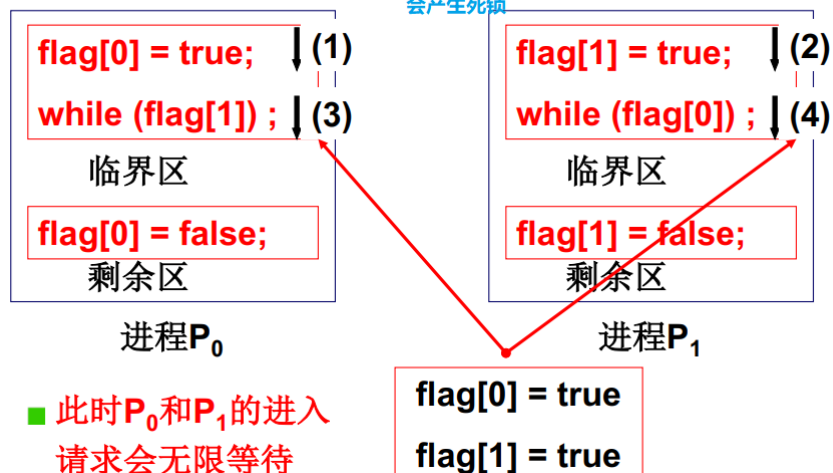 会产生死锁
flag[0] = true; (1)
while (flag[1]) ; (3)
临界区
flag[0] = false;
剩余区
进程P0
flag[1] = true; (2)
while (flag[0]) ; (4)
临界区
flag[1] = false;
剩余区
进程P1
此时P0和P1的进入
请求会无限等待
flag[0] = true
flag[1] = true